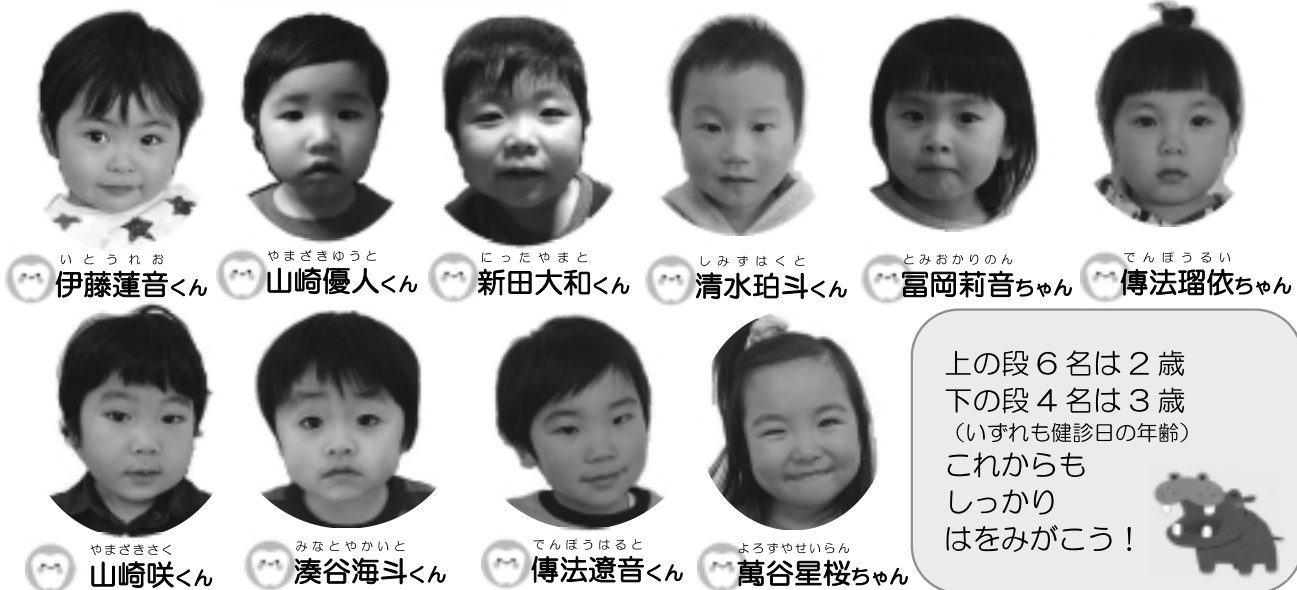 いとうれお
伊藤蓮音くん
やまざきゆうと
山崎優人くん
にったやまと
新田大和くん
しみずはくと
清水珀斗くん
とみおかりのん
冨岡莉音ちゃん
でんぼうるい
傳法瑠依ちゃん
やまざきさく
山崎咲くん
みなとやかいと
湊谷海斗くん
でんぼうはると
傳法遼音くん
よろずやせいらん
萬谷星桜ちゃん
上の段6名は2歳
下の段4名は3歳
（いずれも健診日の年齢）
これからも
しっかり
はをみがこう！